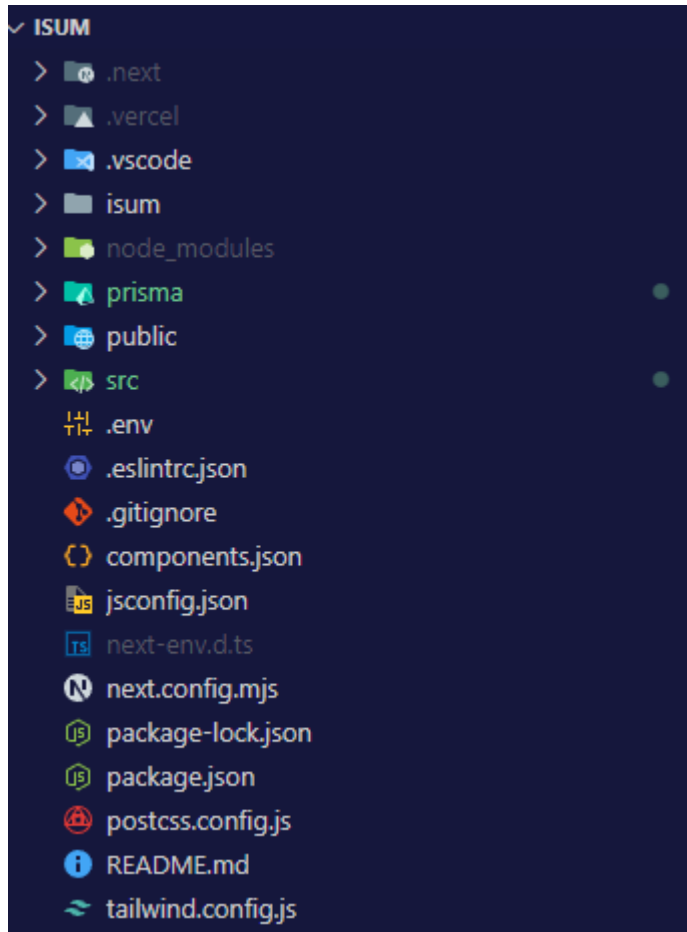 ISUM
.next
.vercel
.vscode
isum
node_modules
prisma
public
src
.env
.eslintrc.json
.gitignore
components.json
jsconfig.json
next-env.d.ts
next.config.mjs
package-lock.json
package.json
postcss.config.js
README.md
tailwind.config.js